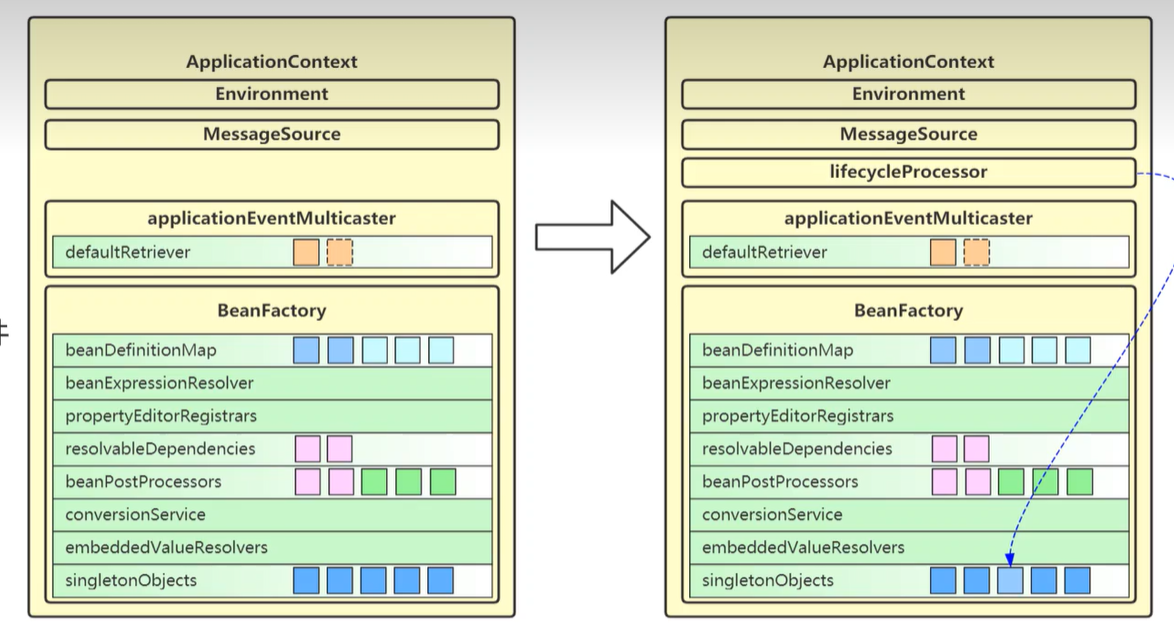 ApplicationContext
Environment
MessageSource
applicationEventMulticaster
defaultRetriever
BeanFactory
beanDefinitionMap
beanExpressionResolver
propertyEditorRegistrars
resolvableDependencies
beanPostProcessors
conversionService
embeddedValueResolvers
singletonObjects
ApplicationContext
Environment
MessageSource
lifecycleProcessor
applicationEventMulticaster
defaultRetriever
BeanFactory
beanDefinitionMap
beanExpressionResolver
propertyEditorRegistrars
resolvableDependencies
beanPostProcessors
conversionService
embeddedValueResolvers
singletonObjects